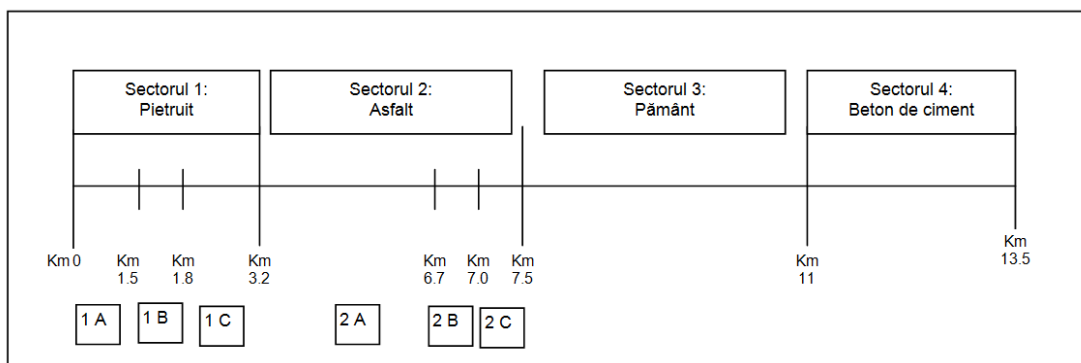 Sectorul 1:
Pietruit
Sectorul 2:
Asfalt
Sectorul 3:
Pământ
Sectorul 4:
Beton de ciment
Km 0
Km
1.5
Km
1.8
Km
3.2
Km
6.7
Km
7.0
Km
7.5
Km
11
Km
13.5
1 A
1 B
1 C
2 A
2 B
2 C